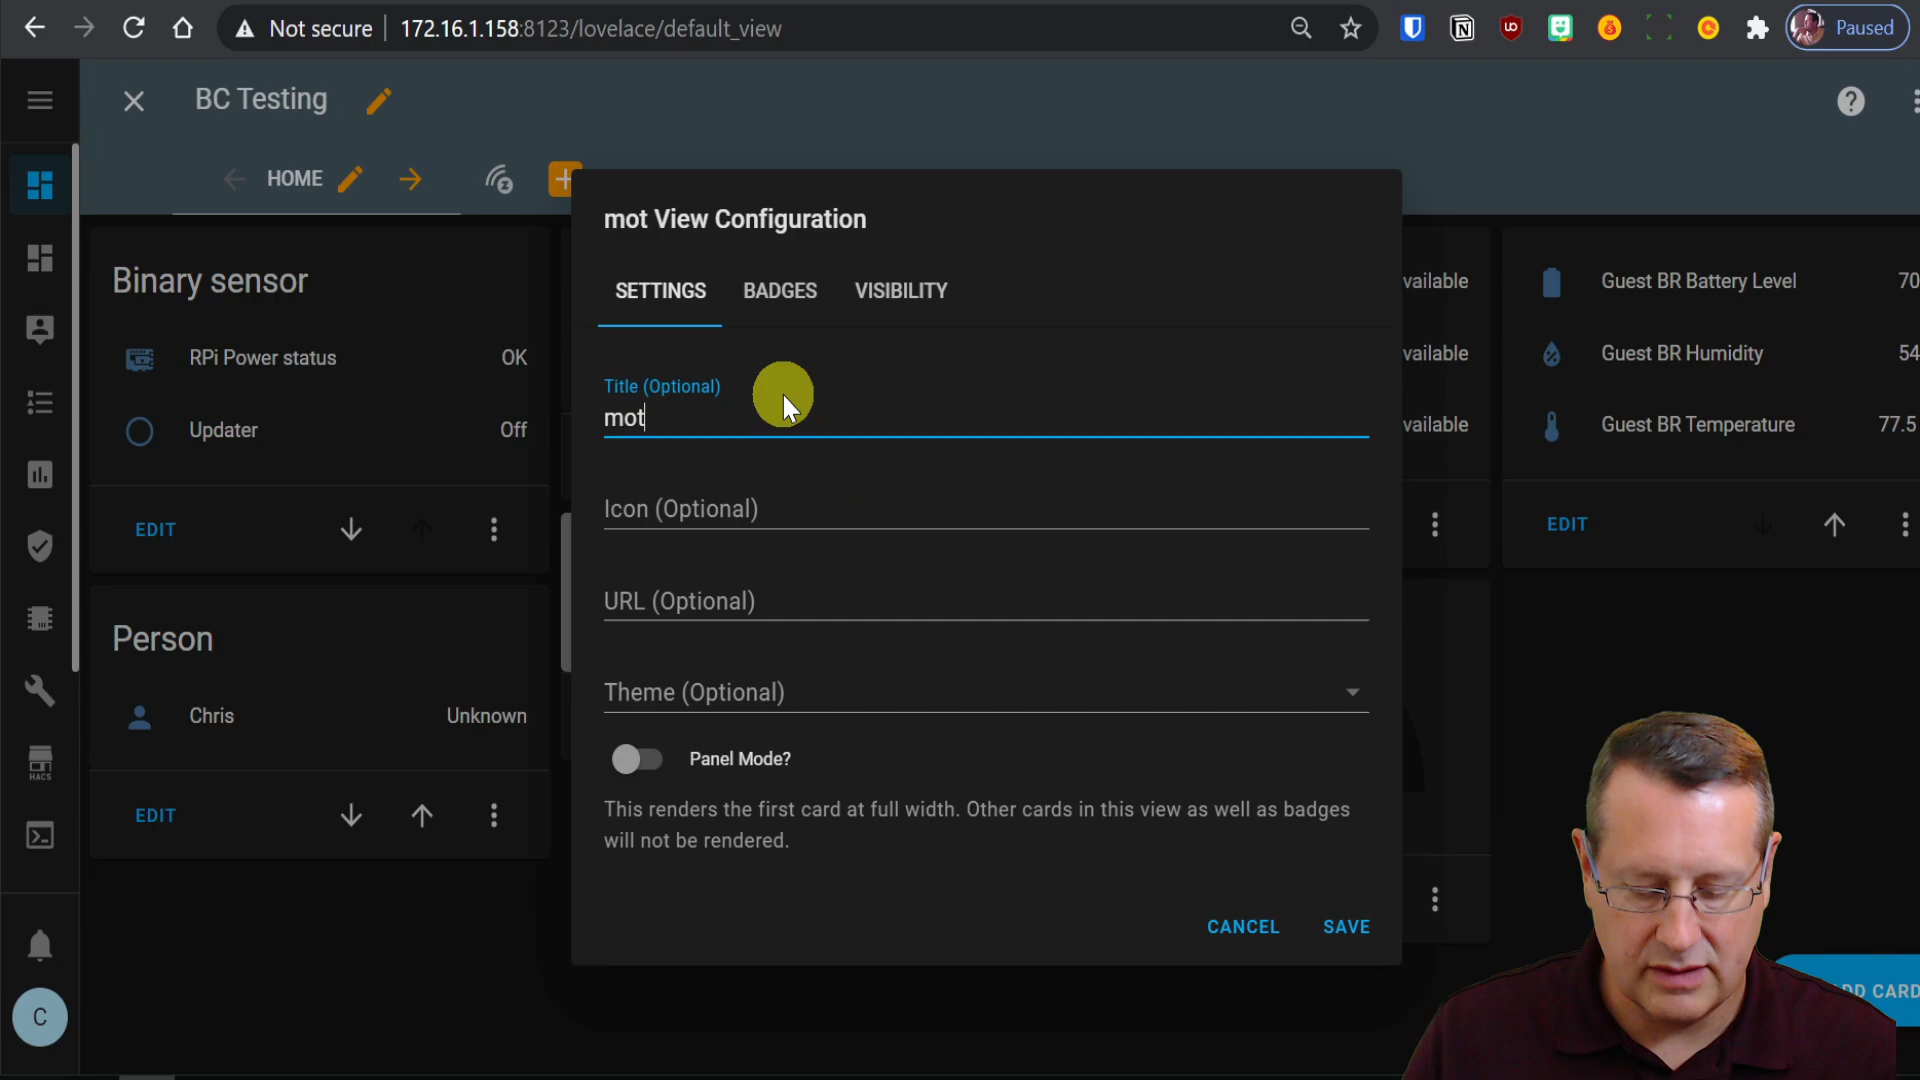 Not secure
172.16.1.158:8123/lovelace/default_view
Paused
BC Testing
HOME
Binary sensor
RPi Power status OK
Updater Off
EDIT
Person
Chris Unknown
EDIT
HACS
C
mot View Configuration
SETTINGS BADGES VISIBILITY
Title (Optional)
mot
Icon (Optional)
URL (Optional)
Theme (Optional)
Panel Mode?
This renders the first card at full width. Other cards in this view as well as badges
will not be rendered.
CANCEL SAVE
vailable
vailable
vailable
Guest BR Battery Level 70
Guest BR Humidity 54
Guest BR Temperature 77.5
EDIT
DD CARD